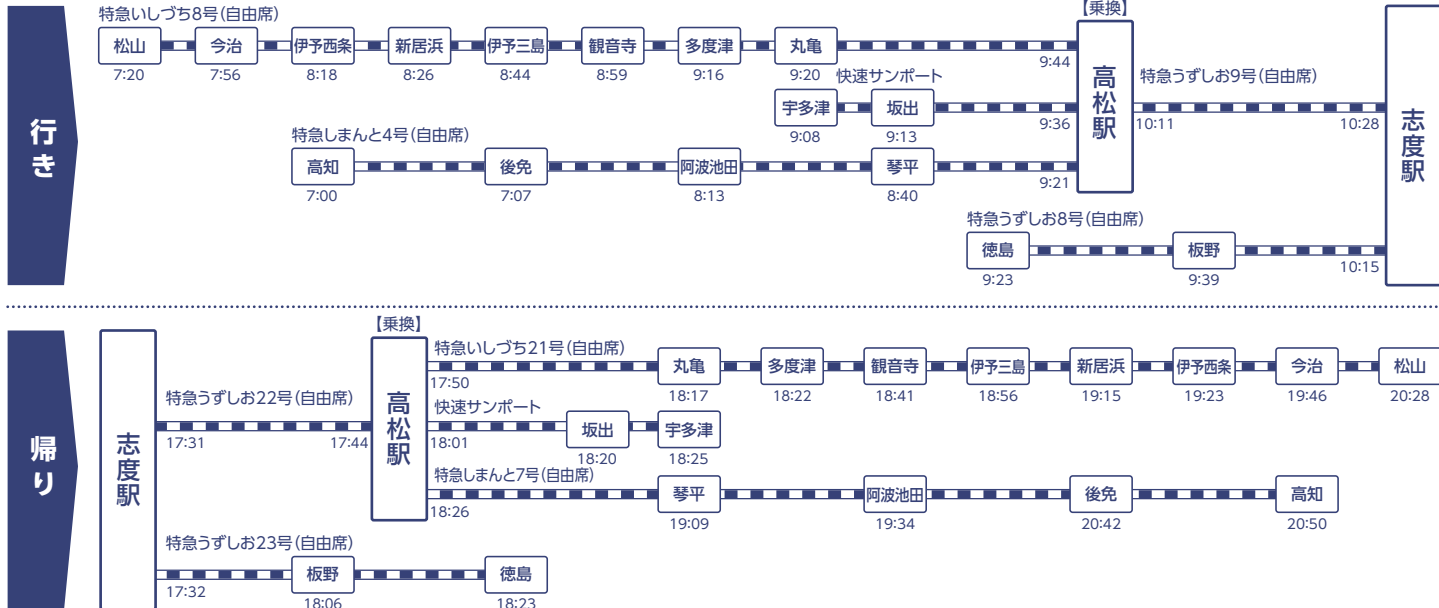 行き
特急いしづち8号(自由席)
【乗換】
松山 今治 伊予西条 新居浜 伊予三島 観音寺 多度津 丸亀
7:20 7:56 8:18 8:26 8:44 8:59 9:16 9:20 9:44
快速サンポート
宇多津 坂出
9:08 9:13 9:36
特急しまんと4号(自由席)
高知 後免 阿波池田 琴平
7:00 7:07 8:13 8:40 9:21
高松駅
特急うずしお9号(自由席)
10:11 10:28
志度駅
特急うずしお8号(自由席)
徳島 板野
9:23 9:39 10:15
帰り
志度駅
特急うずしお22号(自由席)
17:31 17:44
【乗換】
高松駅
特急いしづち21号(自由席)
丸亀 多度津 観音寺 伊予三島 新居浜 伊予西条 今治 松山
17:50 18:17 18:22 18:41 18:56 19:15 19:23 19:46 20:28
快速サンポート
坂出 宇多津
18:01 18:20 18:25
特急しまんと7号(自由席)
琴平 阿波池田 後免 高知
18:26 19:09 19:34 20:42 20:50
特急うずしお23号(自由席)
板野 徳島
17:32 18:06 18:23